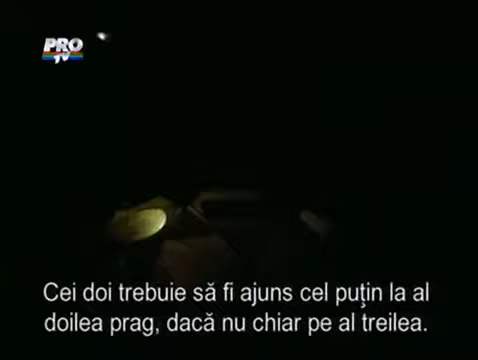 PRO
TV
Cei doi trebuie să fi ajuns cel puţin la al
doilea prag, dacă nu chiar pe al treilea.